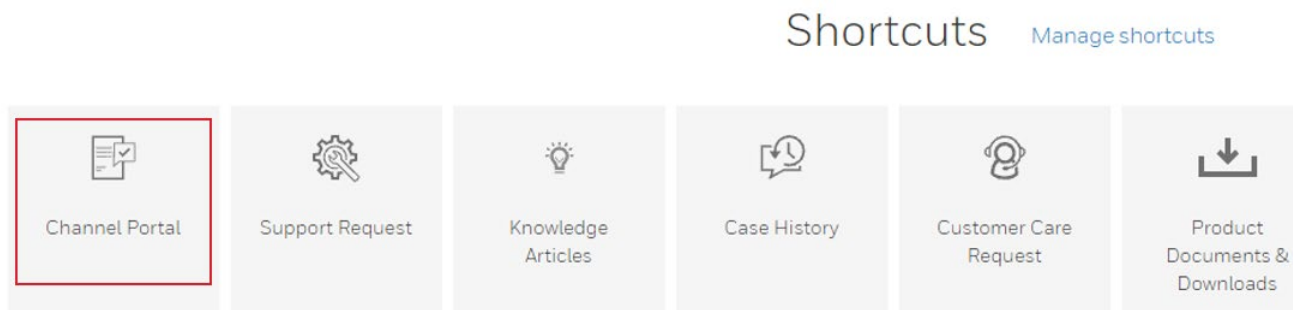 Shortcuts Manage shortcuts
Channel Portal
Support Request
Knowledge
Articles
Case History
Customer Care
Request
Product
Documents &
Downloads